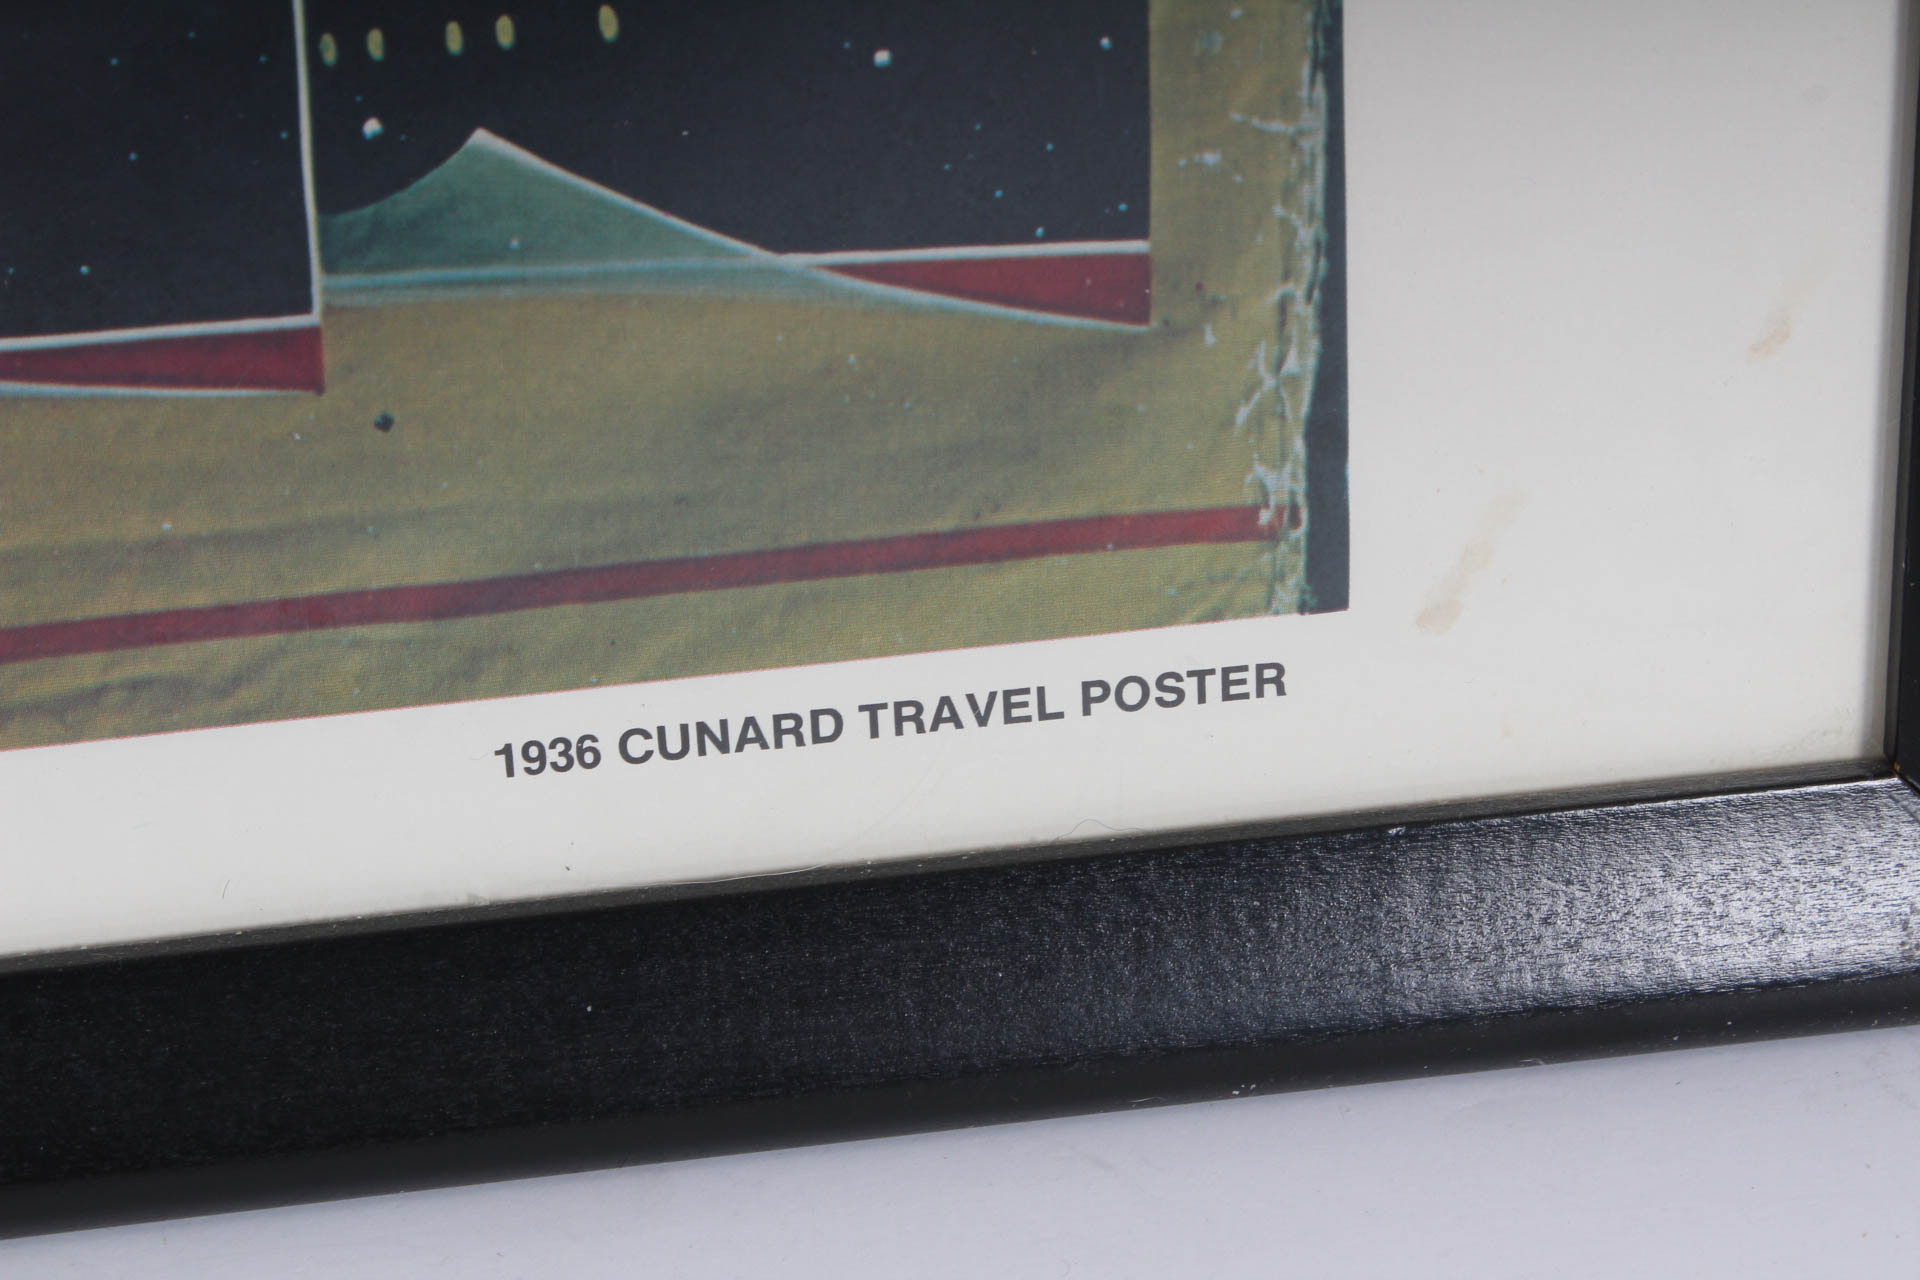 1936 CUNARD TRAVEL POSTER